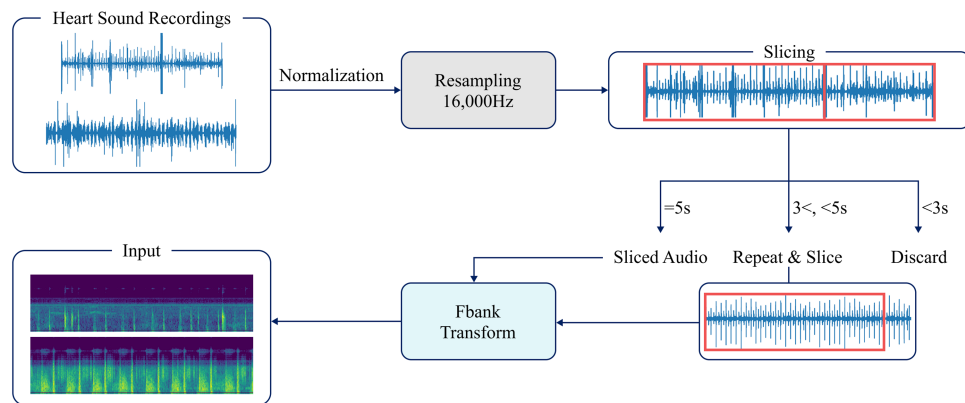 Heart Sound Recordings
Normalization
Resampling
16,000Hz
Slicing
=5s
3<, <5s
<3s
Sliced Audio
Repeat & Slice
Discard
Input
Fbank
Transform